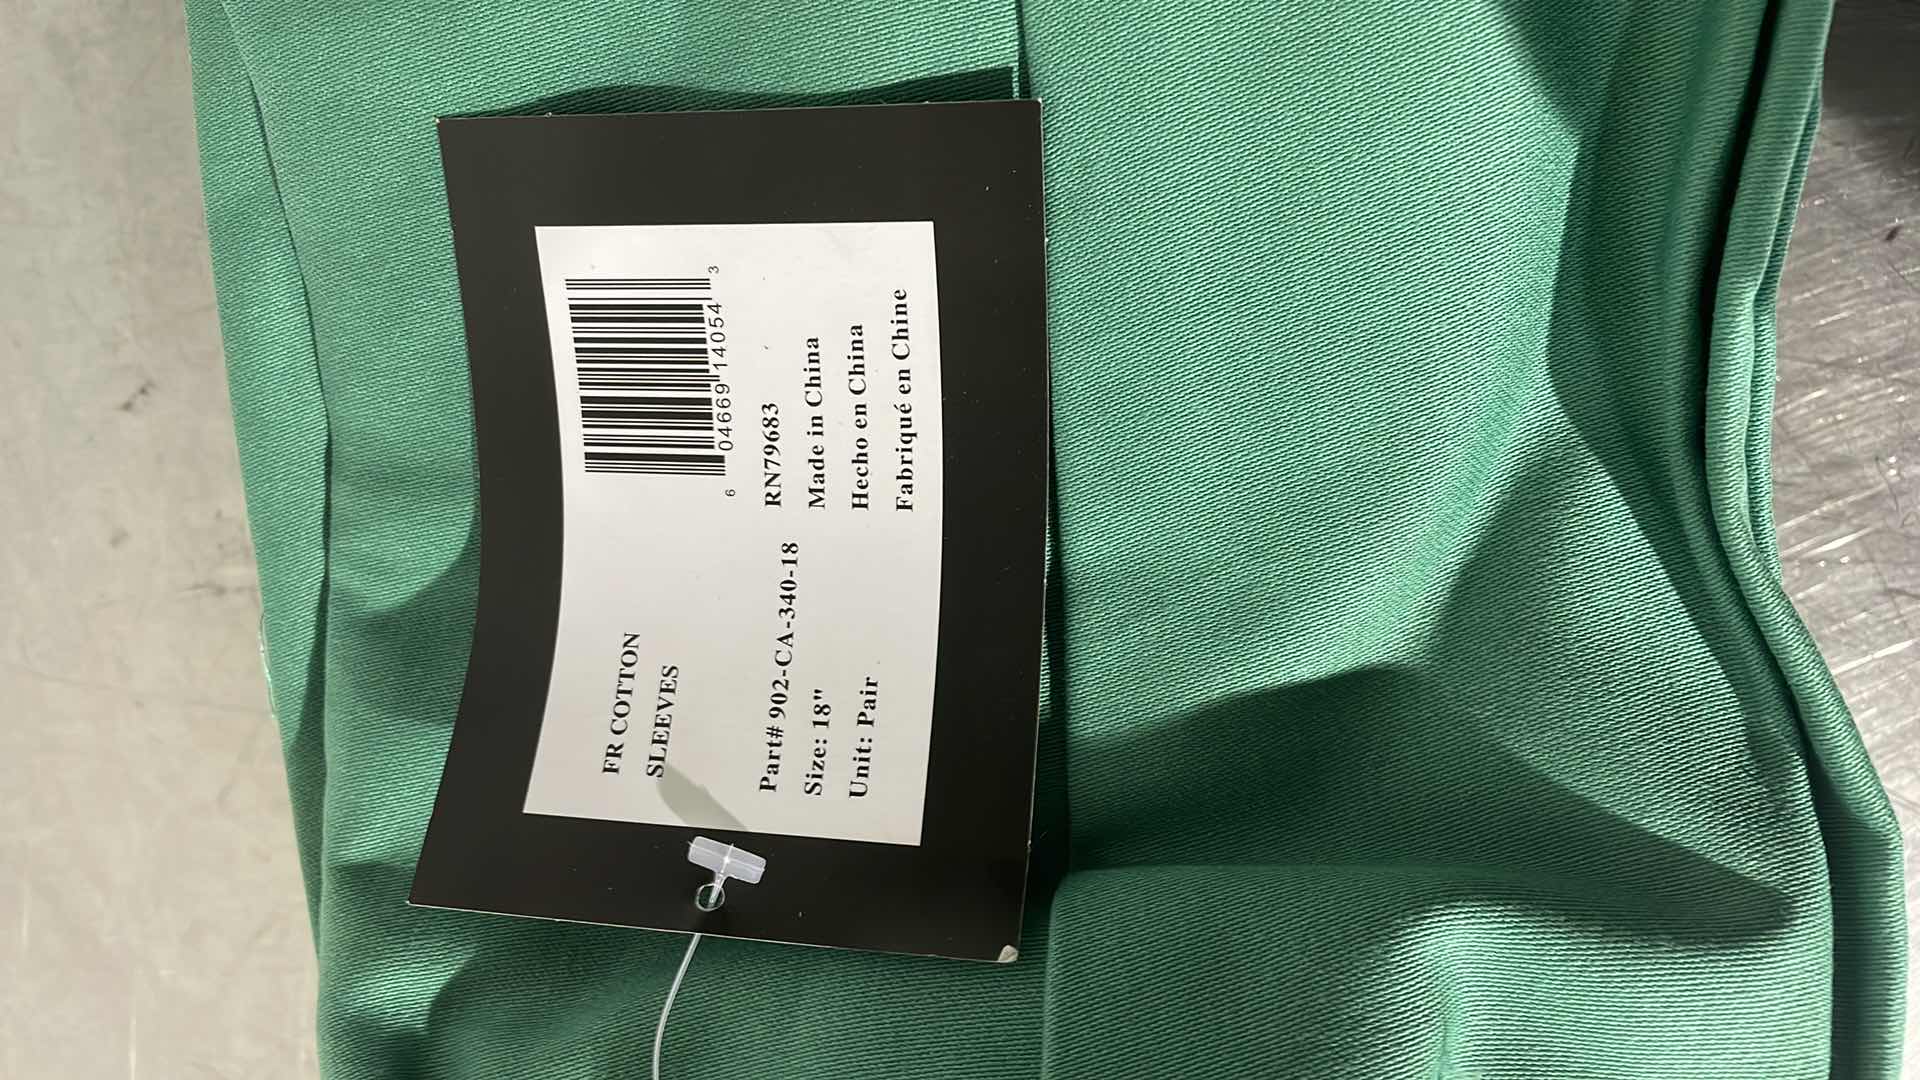 FR COTTON
SLEEVES
6 04669 14054 3
Part# 902-CA-340-18
Size: 18"
Unit: Pair
RN79683
Made in China
Hecho en China
Fabriqué en Chine